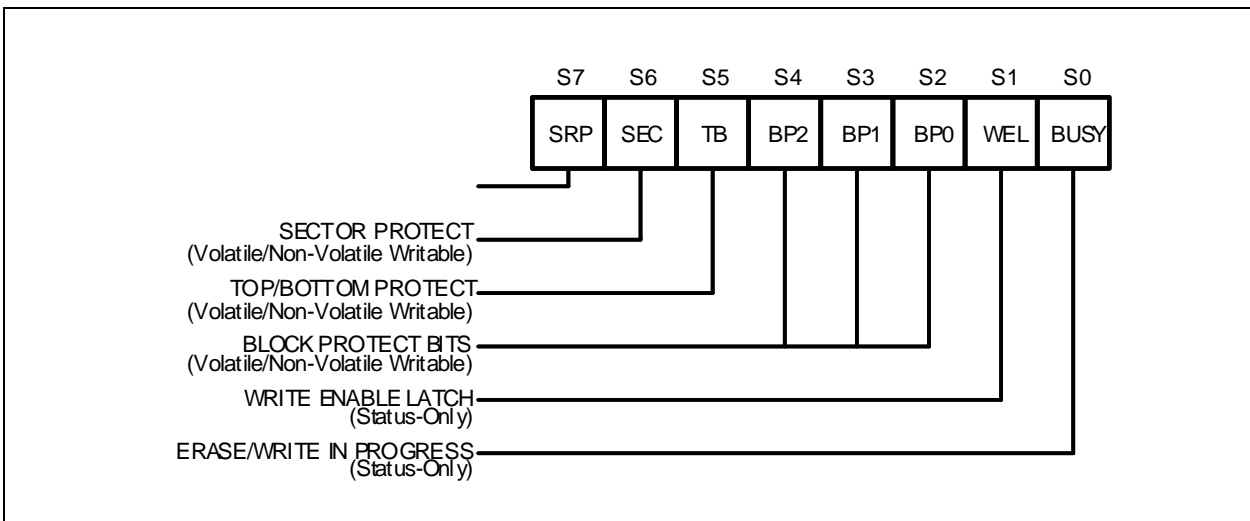 S7 S6 S5 S4 S3 S2 S1 S0
SRP SEC TB BP2 BP1 BP0 WEL BUSY
SECTOR PROTECT
(Volatile/Non-Volatile Writable)
TOP/BOTTOM PROTECT
(Volatile/Non-Volatile Writable)
BLOCK PROTECT BITS
(Volatile/Non-Volatile Writable)
WRITE ENABLE LATCH
(Status-Only)
ERASE/WRITE IN PROGRESS
(Status-Only)